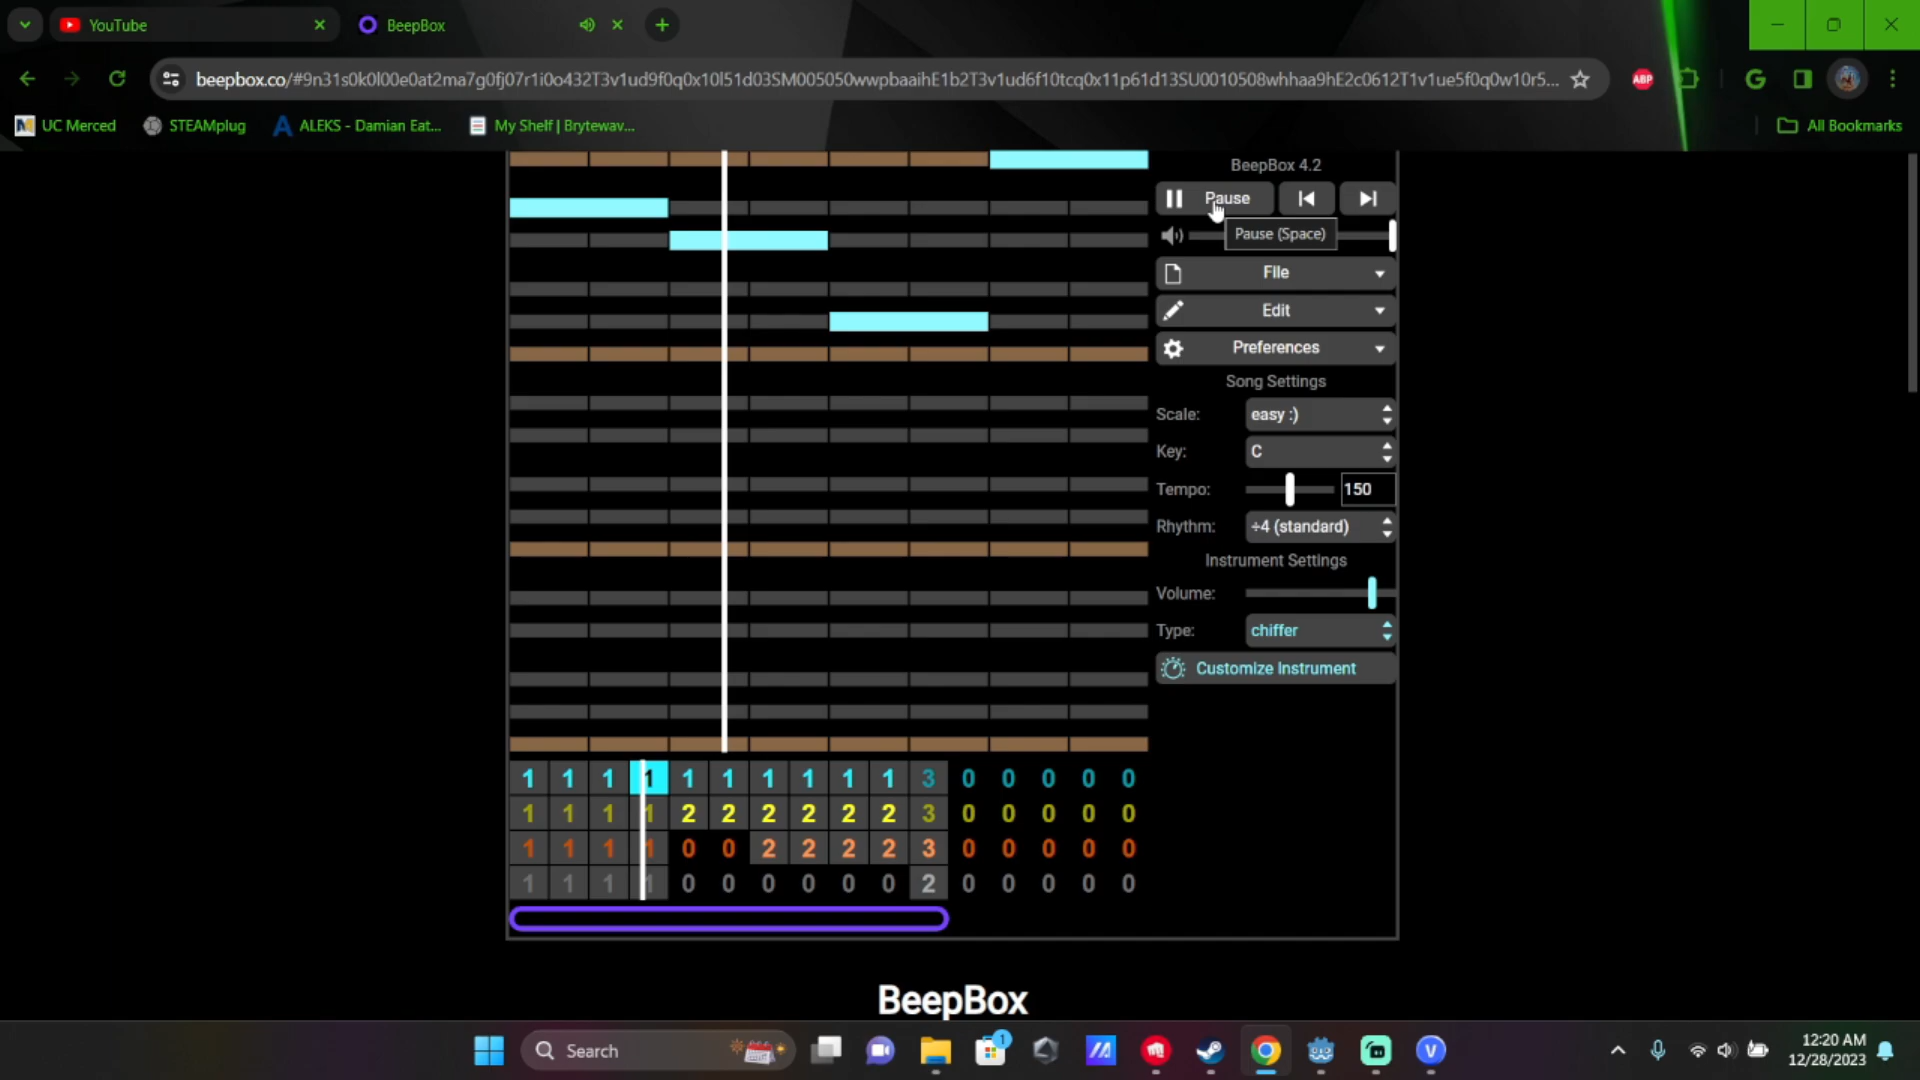 YouTube
BeepBox
beepbox.co/#9n31s0k0l00e0at2ma7g0fj07r1i0o432T3v1ud9f0q0x10l51d03SM005050wwpbaaihE1b2T3v1ud6f10tcq0x11p61d13SU0010508whhaa9hE2c0612T1v1ue5f0q0w10r5...
ABP
UC Merced
STEAMplug
ALEKS - Damian Eat...
My Shelf | Brytewav...
All Bookmarks
BeepBox 4.2
Pause
Pause (Space)
File
Edit
Preferences
Song Settings
Scale: easy :)
Key: C
Tempo: 150
Rhythm: ÷4 (standard)
Instrument Settings
Volume:
Type: chiffer
Customize Instrument
1 1 1 1 1 1 1 1 1 1 3 0 0 0 0 0
1 1 1 1 2 2 2 2 2 2 3 0 0 0 0 0
1 1 1 1 0 0 2 2 2 2 3 0 0 0 0 0
1 1 1 1 0 0 0 0 0 0 2 0 0 0 0 0
BeepBox
Search
1
V
12:20 AM
12/28/2023